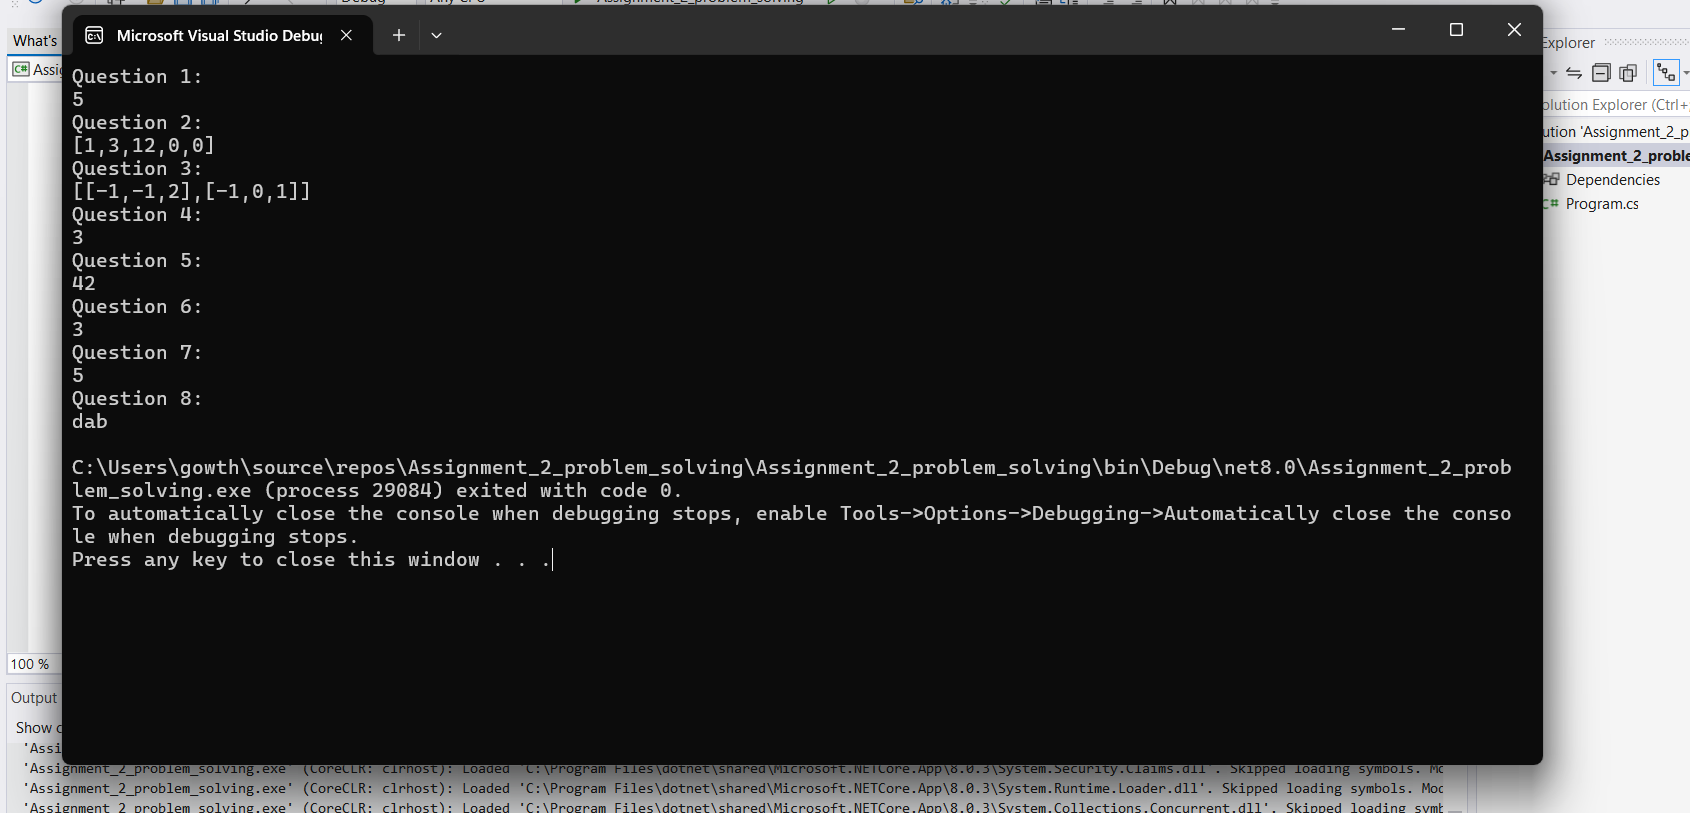 Assignment_2_problem_solving
What's
Microsoft Visual Studio Debu
Explorer
Question 1:
5
Question 2:
[1,3,12,0,0]
Question 3:
[[-1,-1,2],[-1,0,1]]
Question 4:
3
Question 5:
42
Question 6:
3
Question 7:
5
Question 8:
dab
C:\Users\gowth\source\repos\Assignment_2_problem_solving\Assignment_2_problem_solving\bin\Debug\net8.0\Assignment_2_prob
lem_solving.exe (process 29084) exited with code 0.
To automatically close the console when debugging stops, enable Tools->Options->Debugging->Automatically close the conso
le when debugging stops.
Press any key to close this window . . .
olution Explorer (Ctrl+;
ution 'Assignment_2_p
Assignment_2_proble
Dependencies
C# Program.cs
C# Assig
100 %
Output
Show o
'Assi
'Assignment_2_problem_solving.exe' (CoreCLR: clrhost): Loaded 'C:\Program Files\dotnet\shared\Microsoft.NETCore.App\8.0.3\System.Security.Claims.dll'. Skipped loading symbols. Mo
'Assignment_2_problem_solving.exe' (CoreCLR: clrhost): Loaded 'C:\Program Files\dotnet\shared\Microsoft.NETCore.App\8.0.3\System.Runtime.Loader.dll'. Skipped loading symbols. Mod
'Assignment_2_problem_solving.exe' (CoreCLR: clrhost): Loaded 'C:\Program Files\dotnet\shared\Microsoft.NETCore.App\8.0.3\System.Collections.Concurrent.dll'. Skipped loading symb